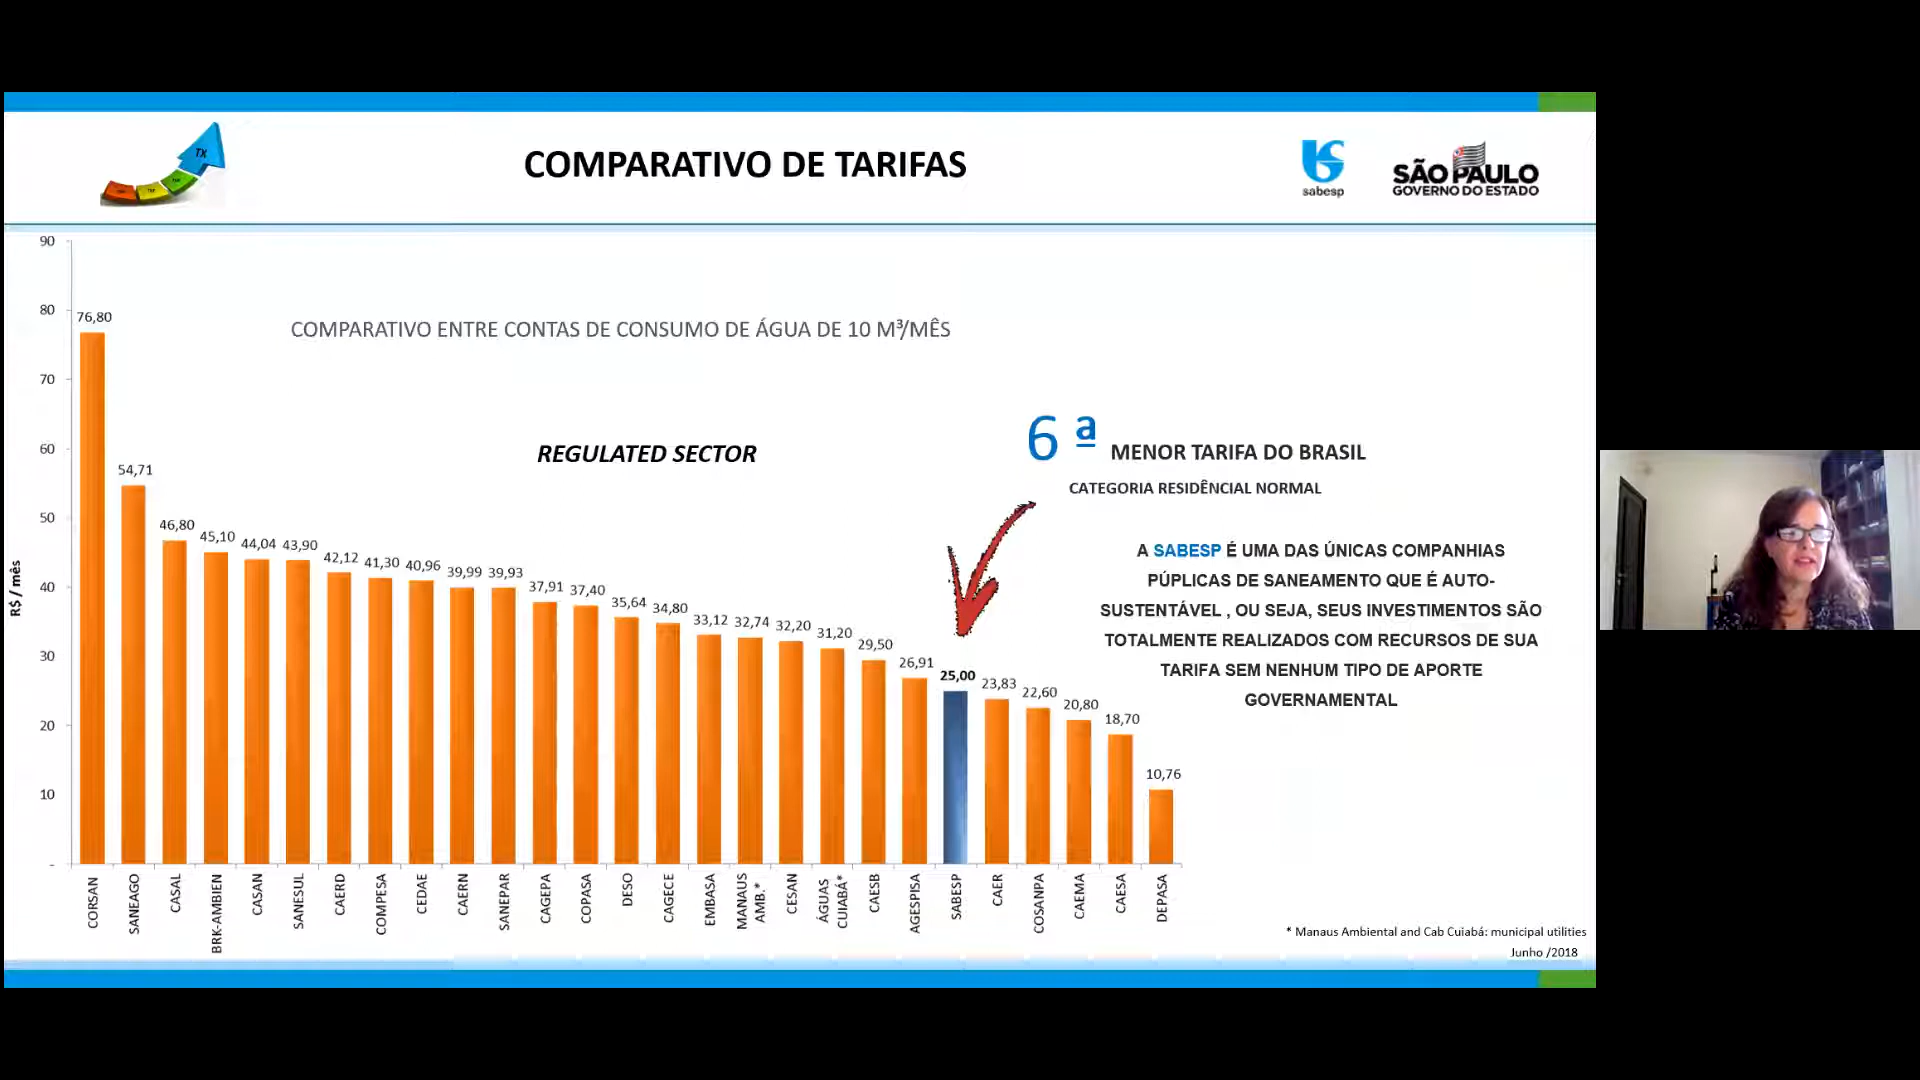 TX
COMPARATIVO DE TARIFAS
sabesp
SÃO PAULO
GOVERNO DO ESTADO
90
80
70
60
50
40
30
20
10
-
R$ / mês
COMPARATIVO ENTRE CONTAS DE CONSUMO DE ÁGUA DE 10 M³/MÊS
REGULATED SECTOR
6 ª MENOR TARIFA DO BRASIL
CATEGORIA RESIDÊNCIAL NORMAL
A SABESP É UMA DAS ÚNICAS COMPANHIAS
PÚPLICAS DE SANEAMENTO QUE É AUTO-
SUSTENTÁVEL , OU SEJA, SEUS INVESTIMENTOS SÃO
TOTALMENTE REALIZADOS COM RECURSOS DE SUA
TARIFA SEM NENHUM TIPO DE APORTE
GOVERNAMENTAL
76,80
54,71
46,80
45,10
44,04
43,90
42,12
41,30
40,96
39,99
39,93
37,91
37,40
35,64
34,80
33,12
32,74
32,20
31,20
29,50
26,91
25,00
23,83
22,60
20,80
18,70
10,76
CORSAN
SANEAGO
CASAL
BRK-AMBIEN
CASAN
SANESUL
CAERD
COMPESA
CEDAE
CAERN
SANEPAR
CAGEPA
COPASA
DESO
CAGECE
EMBASA
MANAUS
AMB.*
CESAN
ÁGUAS
CUIABÁ*
CAESB
AGESPISA
SABESP
CAER
COSANPA
CAEMA
CAESA
DEPASA
* Manaus Ambiental and Cab Cuiabá: municipal utilities
Junho /2018